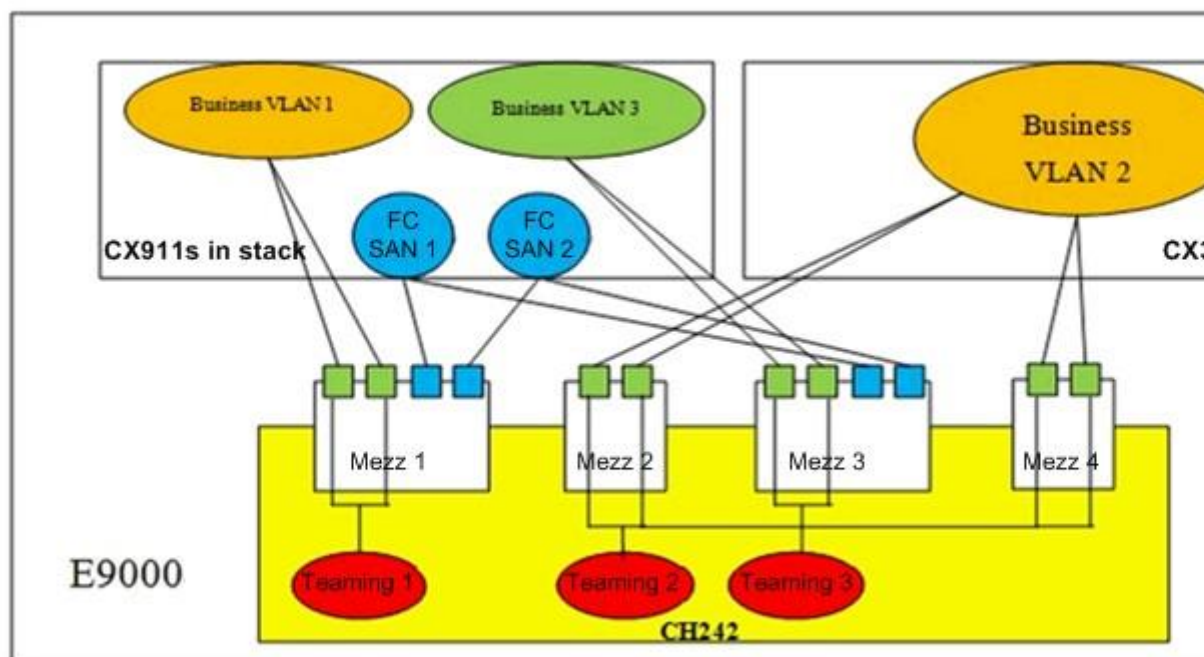 Business VLAN 1
Business VLAN 3
Business
VLAN 2
FC
SAN 1
FC
SAN 2
CX911s in stack
CX3
Mezz 1
Mezz 2
Mezz 3
Mezz 4
E9000
Teaming 1
Teaming 2
Teaming 3
CH242